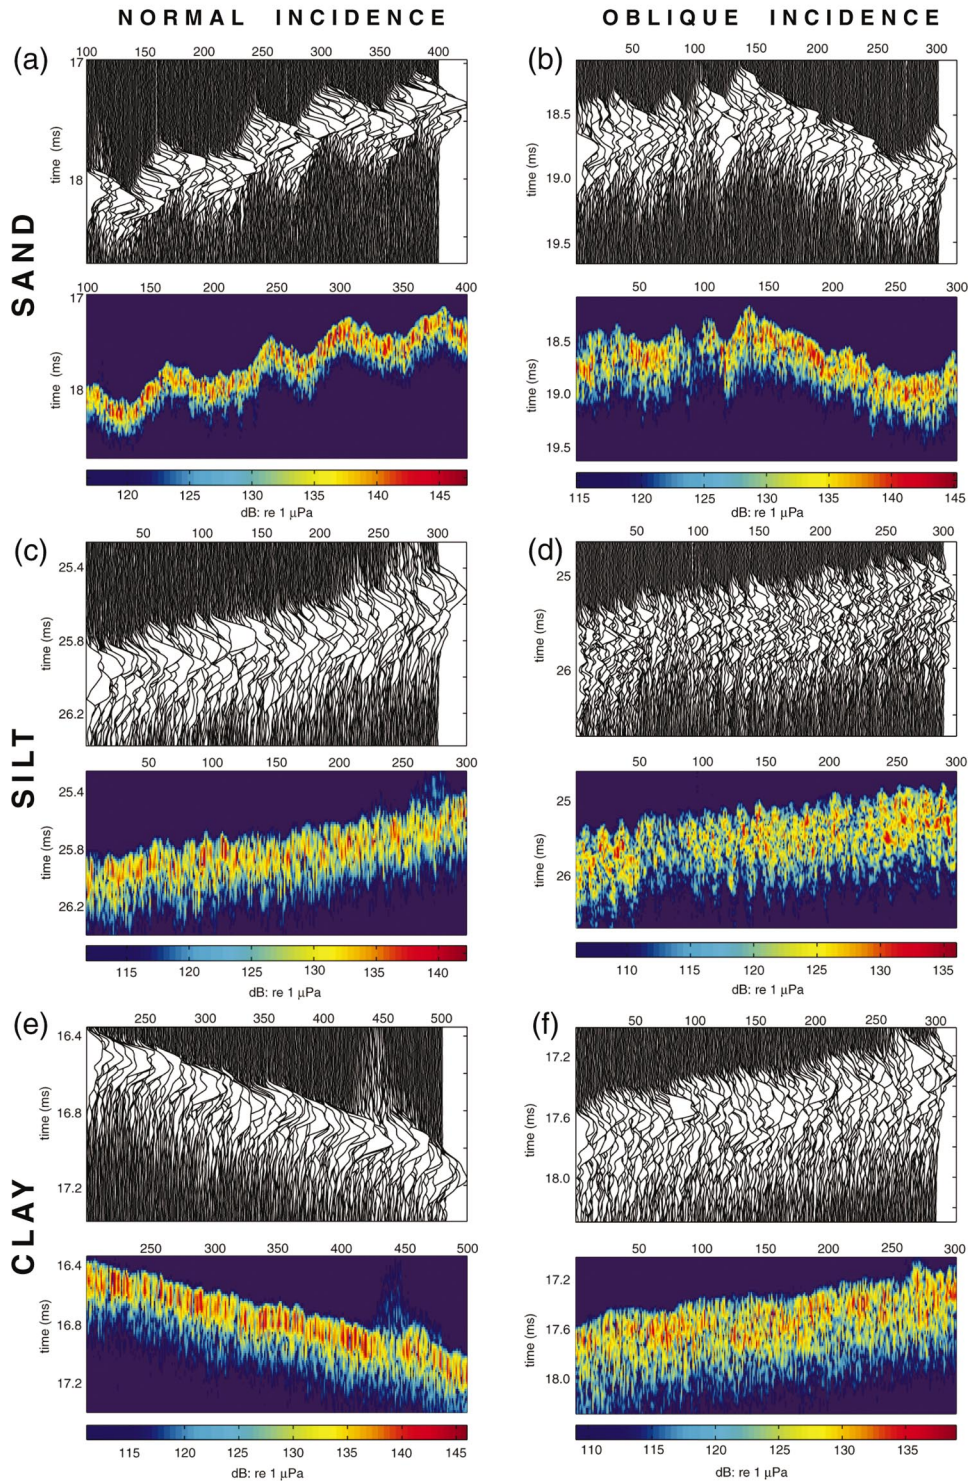 NORMAL INCIDENCE
OBLIQUE INCIDENCE
SAND
(a)
100 150 200 250 300 350 400
17
18
time (ms)
100 150 200 250 300 350 400
17
18
time (ms)
120 125 130 135 140 145
dB: re 1 μPa
(b)
50 100 150 200 250 300
18.5
19.0
19.5
time (ms)
50 100 150 200 250 300
18.5
19.0
19.5
time (ms)
115 120 125 130 135 140 145
dB: re 1 μPa
SILT
(c)
50 100 150 200 250 300
25.4
25.8
26.2
time (ms)
50 100 150 200 250 300
25.4
25.8
26.2
time (ms)
115 120 125 130 135 140
dB: re 1 μPa
(d)
50 100 150 200 250 300
25
26
time (ms)
50 100 150 200 250 300
25
26
time (ms)
110 115 120 125 130 135
dB: re 1 μPa
CLAY
(e)
250 300 350 400 450 500
16.4
16.8
17.2
time (ms)
250 300 350 400 450 500
16.4
16.8
17.2
time (ms)
115 120 125 130 135 140 145
dB: re 1 μPa
(f)
50 100 150 200 250 300
17.2
17.6
18.0
time (ms)
50 100 150 200 250 300
17.2
17.6
18.0
time (ms)
110 115 120 125 130 135
dB: re 1 μPa